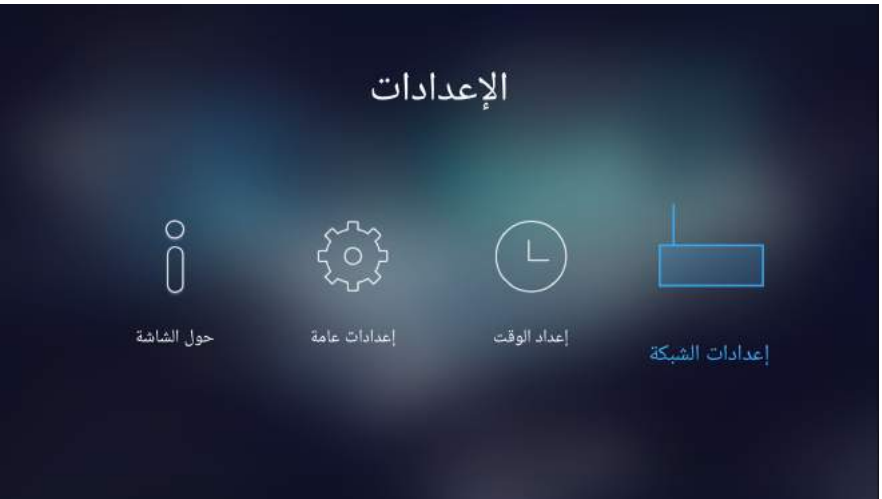 الإعدادات
إعدادات الشبكة
إعداد الوقت
إعدادات عامة
حول الشاشة